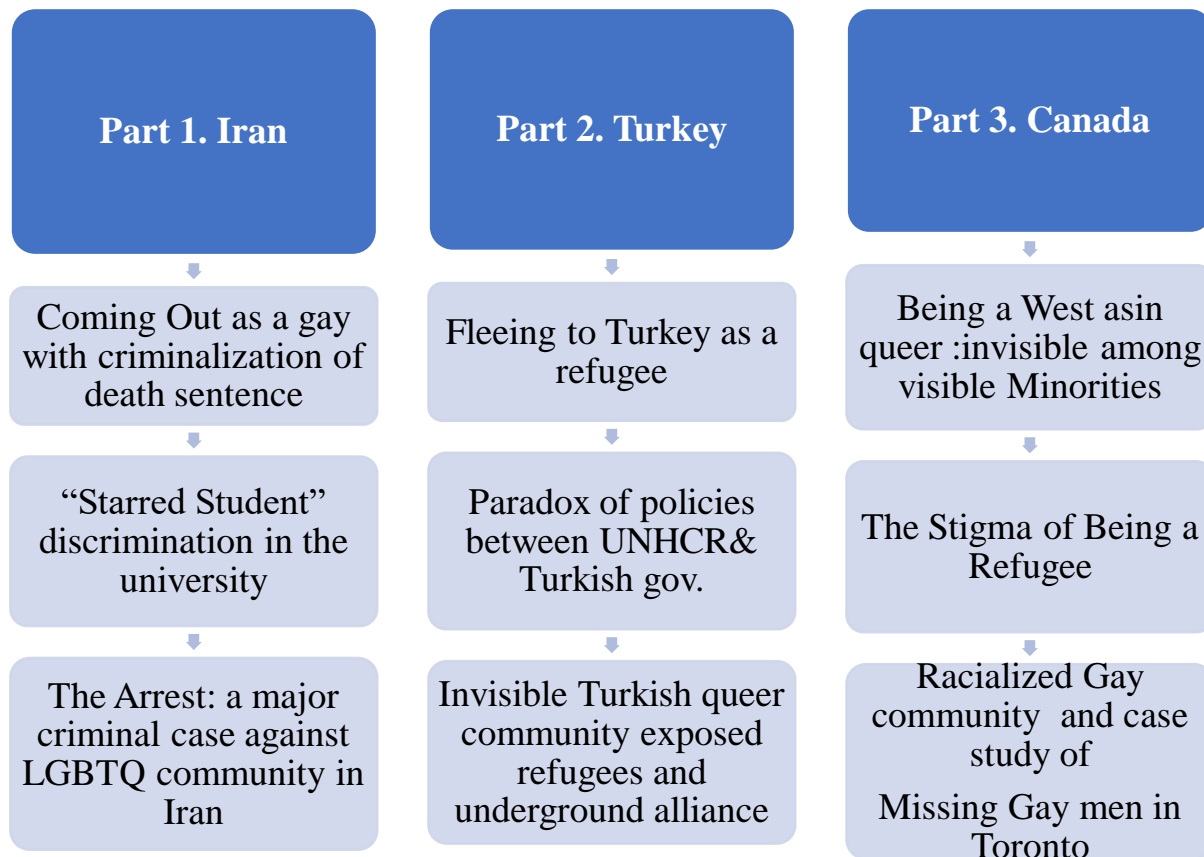 Part 1. Iran
Coming Out as a gay
with criminalization of
death sentence
“Starred Student”
discrimination in the
university
The Arrest: a major
criminal case against
LGBTQ community in
Iran
Part 2. Turkey
Fleeing to Turkey as a
refugee
Paradox of policies
between UNHCR&
Turkish gov.
Invisible Turkish queer
community exposed
refugees and
underground alliance
Part 3. Canada
Being a West asin
queer :invisible among
visible Minorities
The Stigma of Being a
Refugee
Racialized Gay
community and case
study of
Missing Gay men in
Toronto